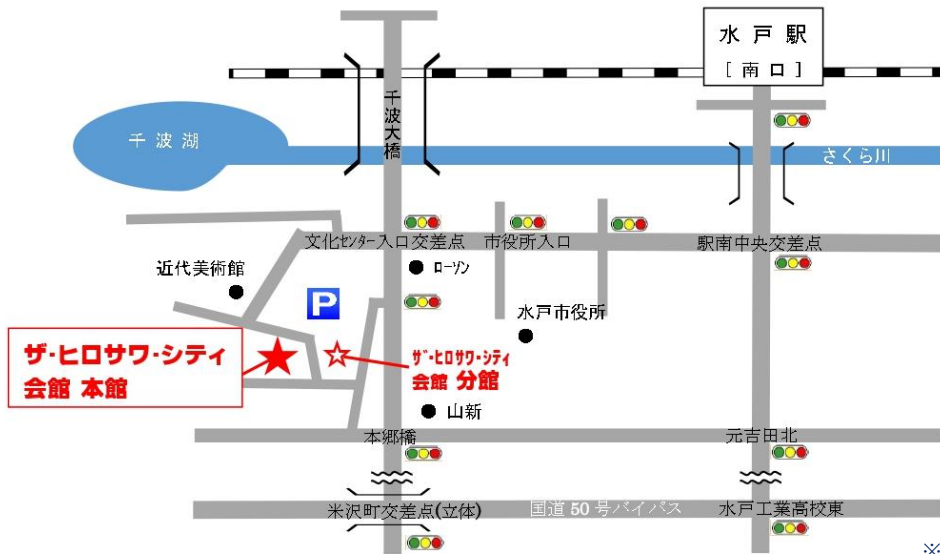 水戸駅
[南口]
千波大橋
千波湖
さくら川
文化センター入口交差点
市役所入口
駅南中央交差点
近代美術館
ローソン
P
水戸市役所
ザ・ヒロサワ・シティ
会館 本館
ザ・ヒロサワ・シティ
会館 分館
山新
本郷橋
元吉田北
米沢町交差点(立体)
国道50号バイパス
水戸工業高校東
※